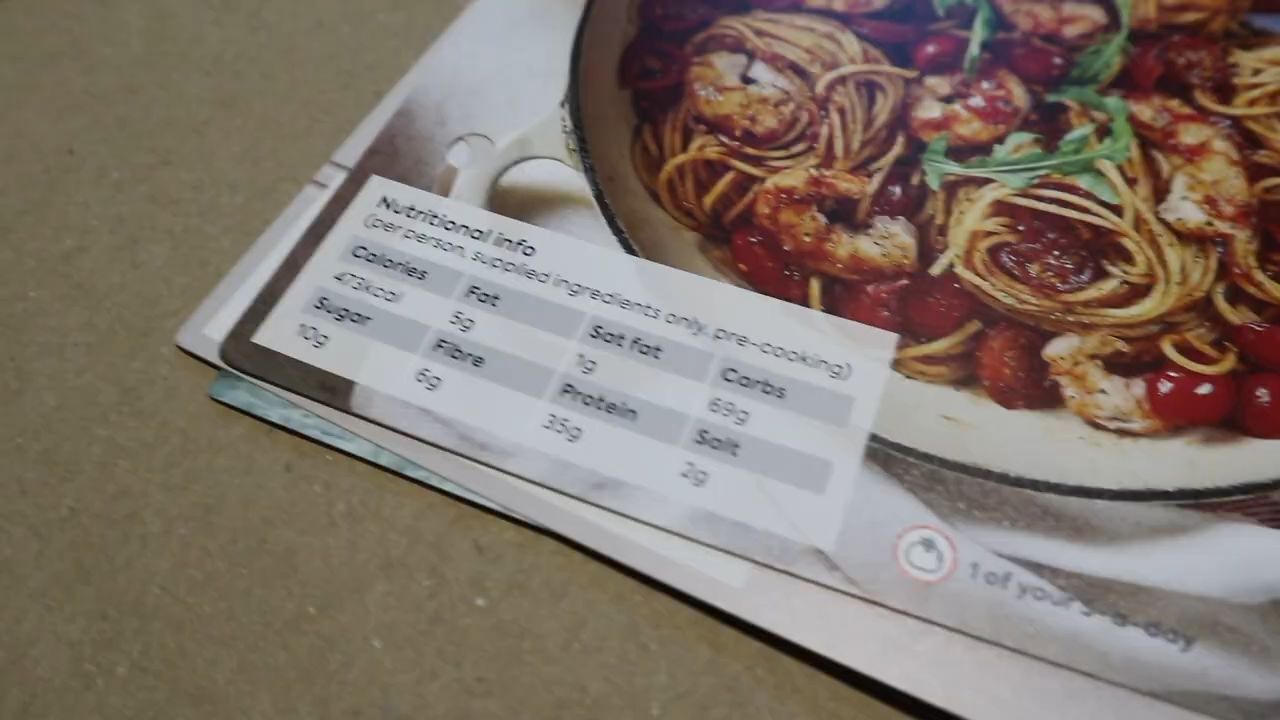 Nutritional info
(per person, supplied ingredients only, pre-cooking)
Calories Fat Sat fat Carbs
473kcal 5g 1g 69g
Sugar Fibre Protein Salt
10g 6g 35g 2g
1 of your 5-a-day